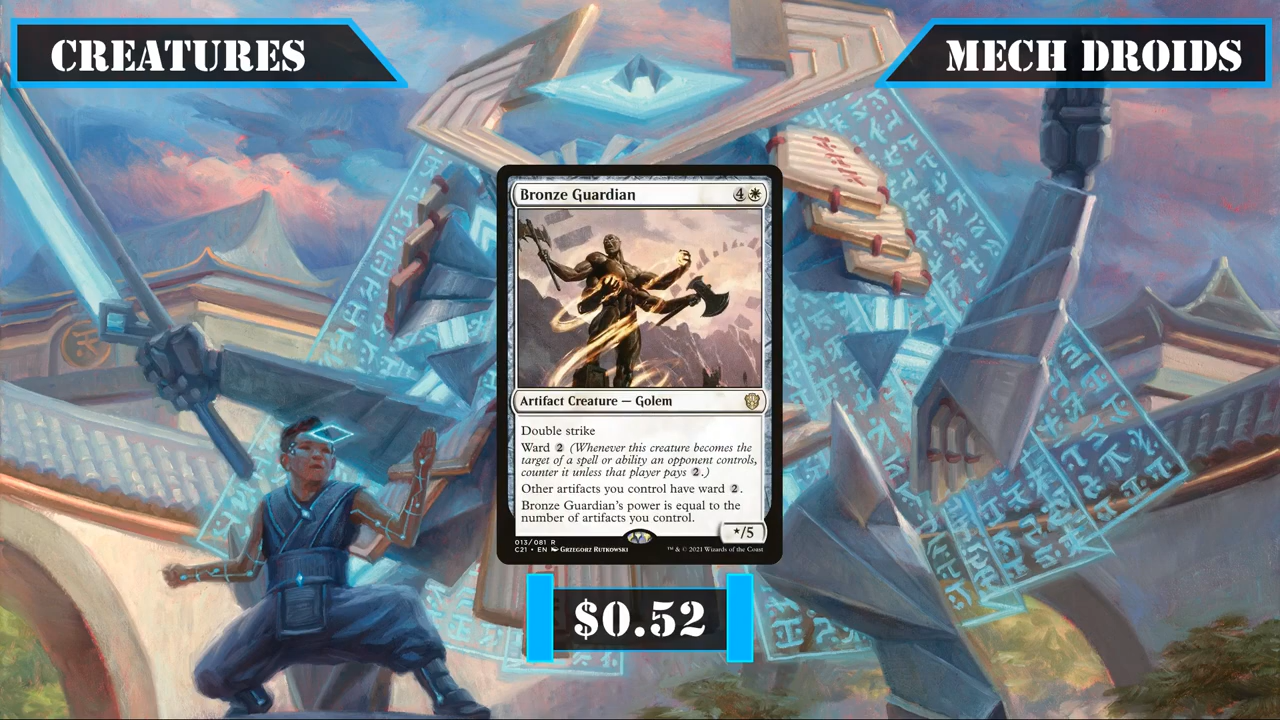 CREATURES
MECH DROIDS
Bronze Guardian 4
Artifact Creature — Golem
Double strike
Ward 2 (Whenever this creature becomes the
target of a spell or ability an opponent controls,
counter it unless that player pays 2.)
Other artifacts you control have ward 2.
Bronze Guardian's power is equal to the
number of artifacts you control.
*/5
013/081 R
C21 • EN GRZEGORZ RUTKOWSKI
™ & © 2021 Wizards of the Coast
$0.52